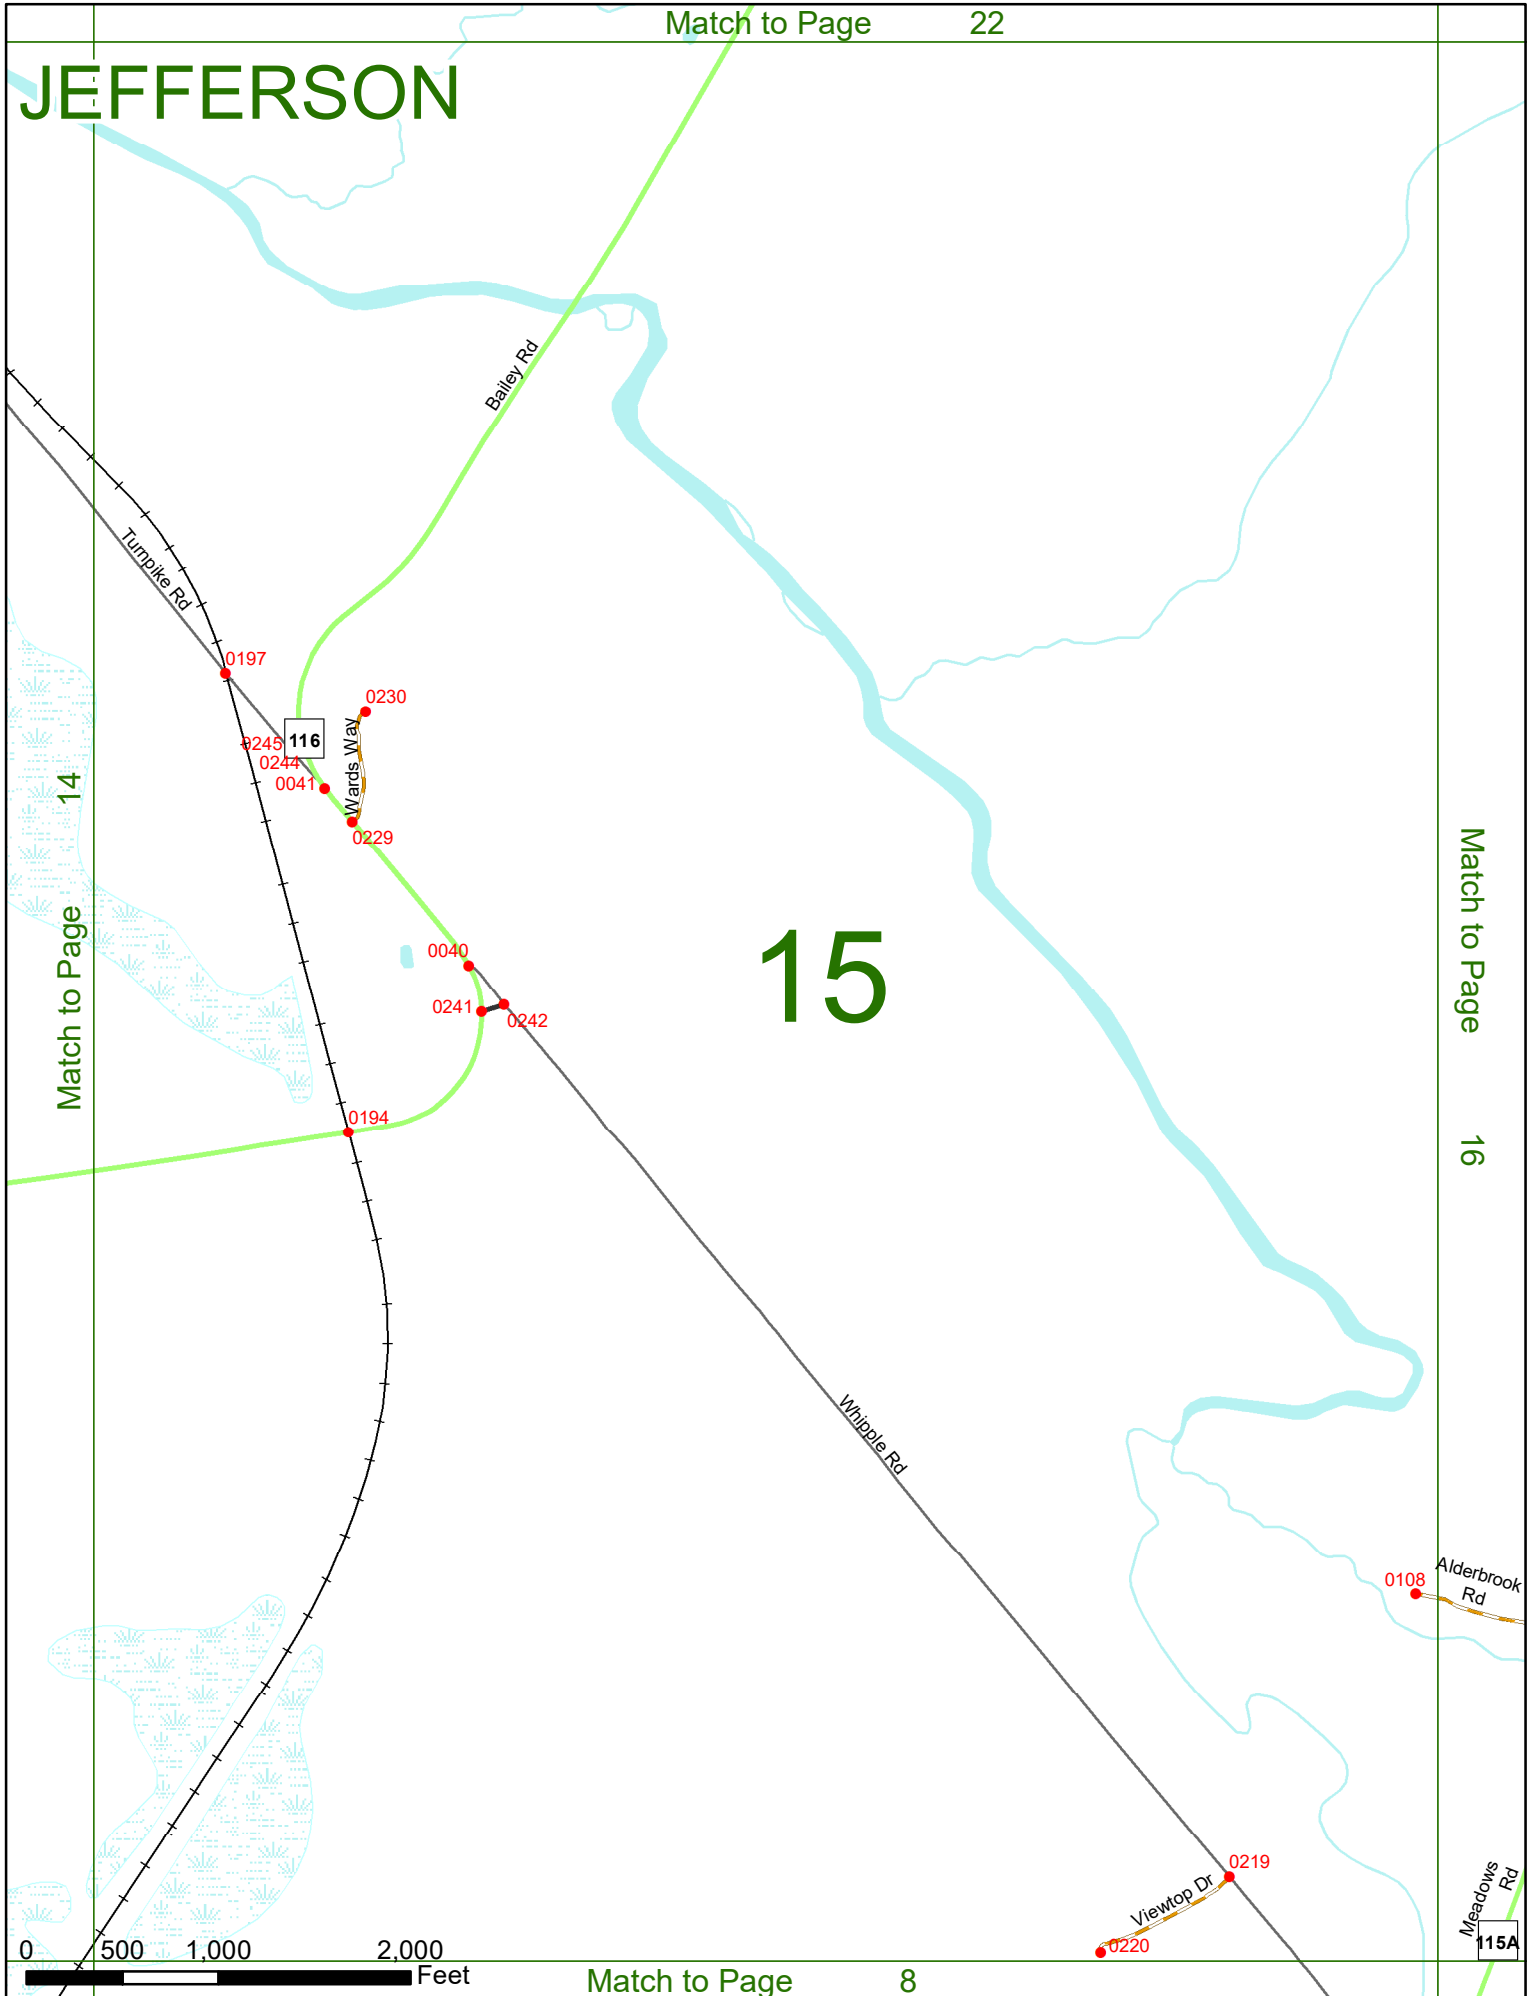 Match to Page 22
JEFFERSON
Bailey Rd
Turnpike Rd
0197
0230
116
0245
0244
0041
Wards Way
0229
Match to Page 14
15
Match to Page 16
0040
0241
0242
0194
Whipple Rd
0108
Alderbrook
Rd
0219
Viewtop Dr
0220
Meadows
Rd
115A
0 500 1,000 2,000
Feet
Match to Page 8